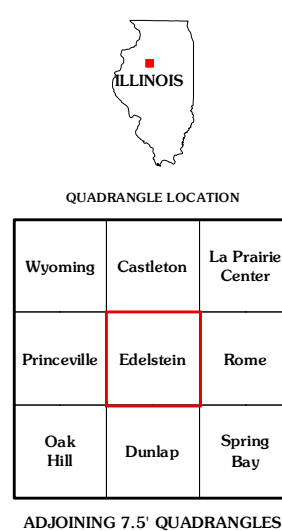 ILLINOIS
QUADRANGLE LOCATION
Wyoming
Castleton
La Prairie
Center
Princeville
Edelstein
Rome
Oak
Hill
Dunlap
Spring
Bay
ADJOINING 7.5' QUADRANGLES